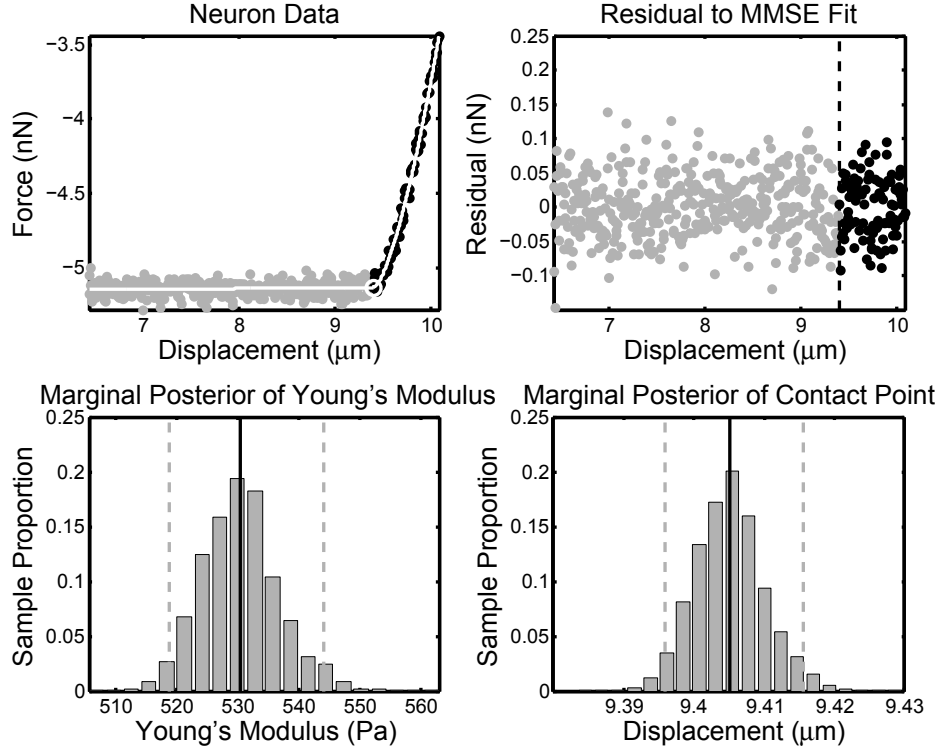 Neuron Data
−3.5
−4
−4.5
−5
Force (nN)
7 8 9 10
Displacement (μm)
Residual to MMSE Fit
0.25
0.2
0.15
0.1
0.05
0
−0.05
−0.1
Residual (nN)
7 8 9 10
Displacement (μm)
Marginal Posterior of Young's Modulus
0.25
0.2
0.15
0.1
0.05
0
Sample Proportion
510 520 530 540 550 560
Young's Modulus (Pa)
Marginal Posterior of Contact Point
0.25
0.2
0.15
0.1
0.05
0
Sample Proportion
9.39 9.4 9.41 9.42 9.43
Displacement (μm)